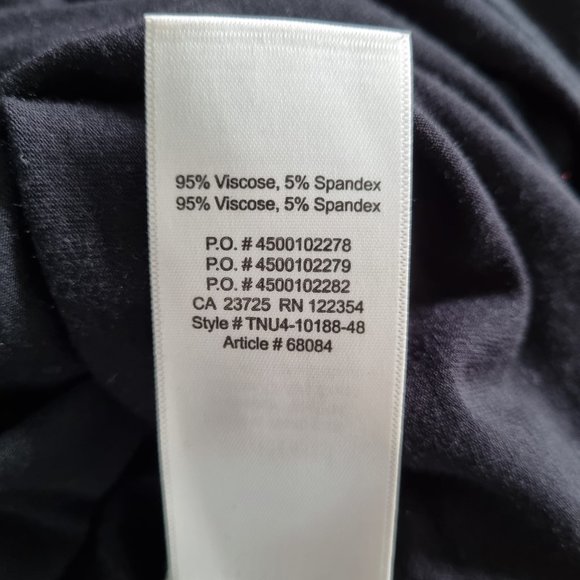 95% Viscose, 5% Spandex
95% Viscose, 5% Spandex
P.O. # 4500102278
P.O. # 4500102279
P.O. # 4500102282
CA 23725 RN 122354
Style # TNU4-10188-48
Article # 68084